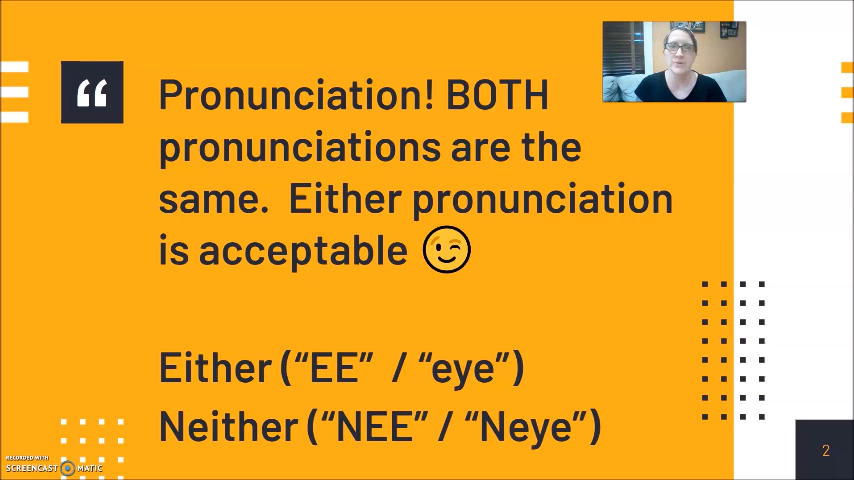 “
Pronunciation! BOTH
pronunciations are the
same. Either pronunciation
is acceptable 😉
Either (“EE” / “eye”)
Neither (“NEE” / “Neye”)
RECORDED WITH
SCREENCAST MATIC
2